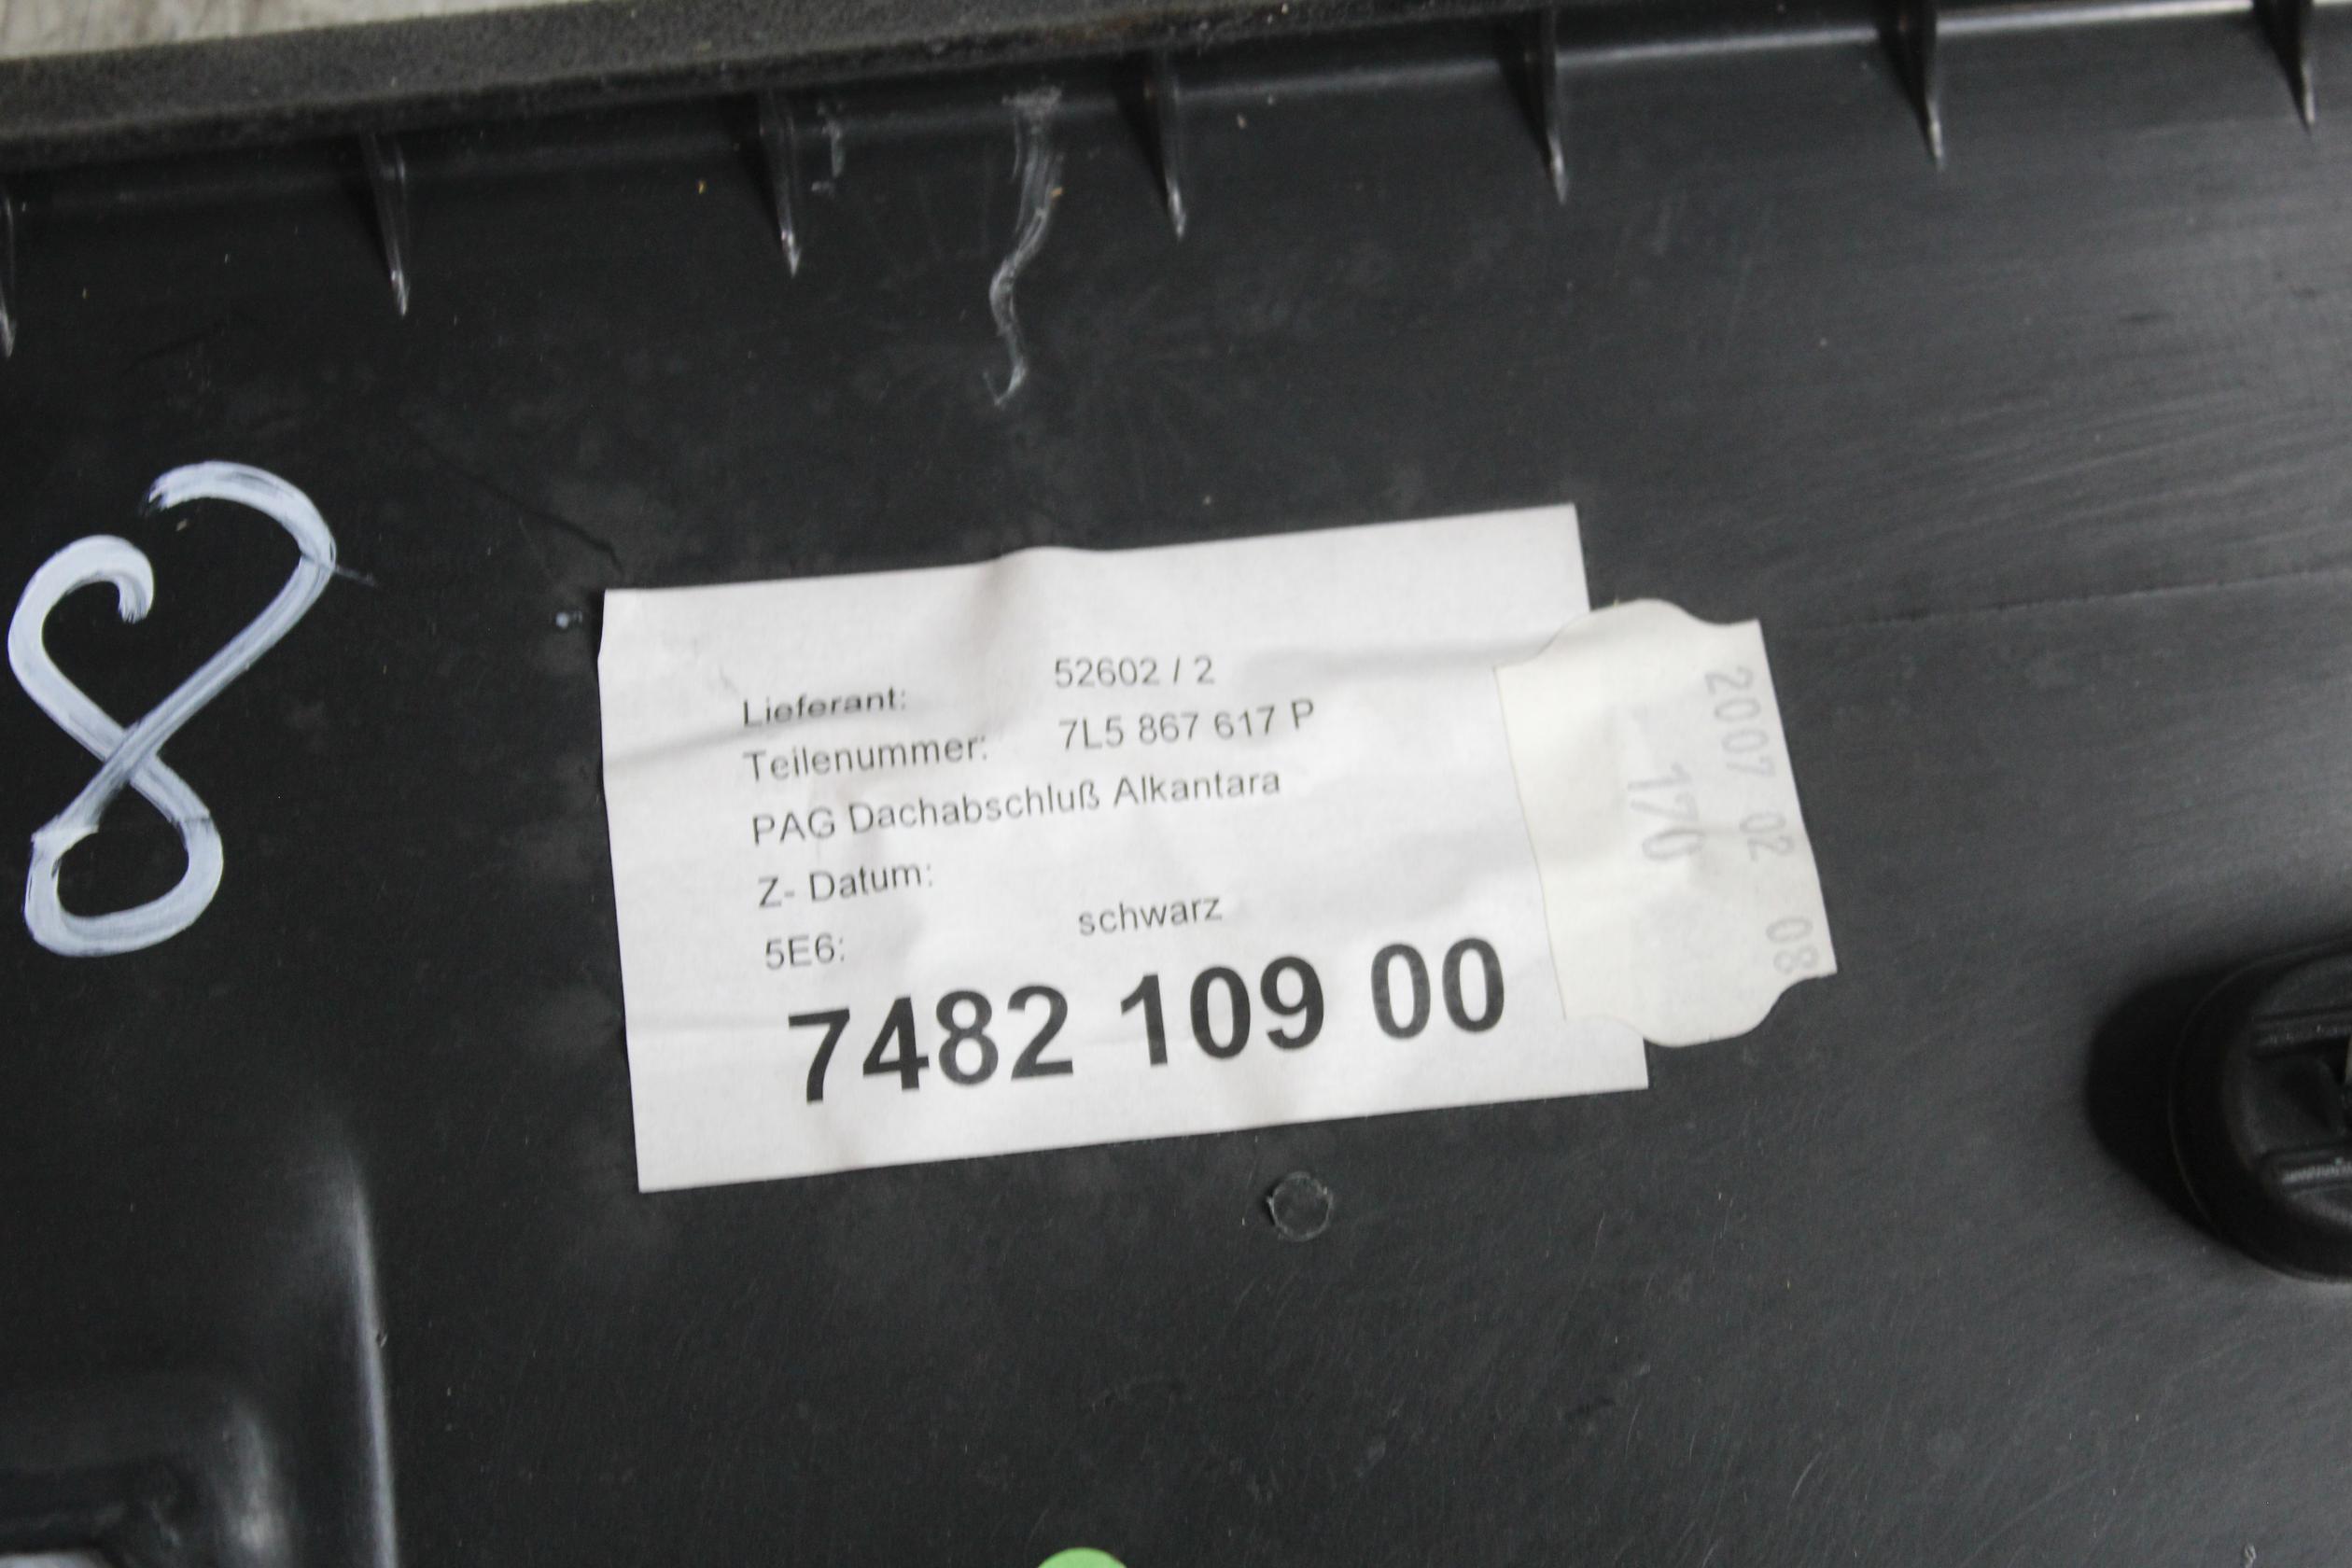 8
Lieferant: 52602 / 2
Teilenummer: 7L5 867 617 P
PAG Dachabschluß Alkantara
Z- Datum:
5E6: schwarz
7482 109 00
2007 02 08
170